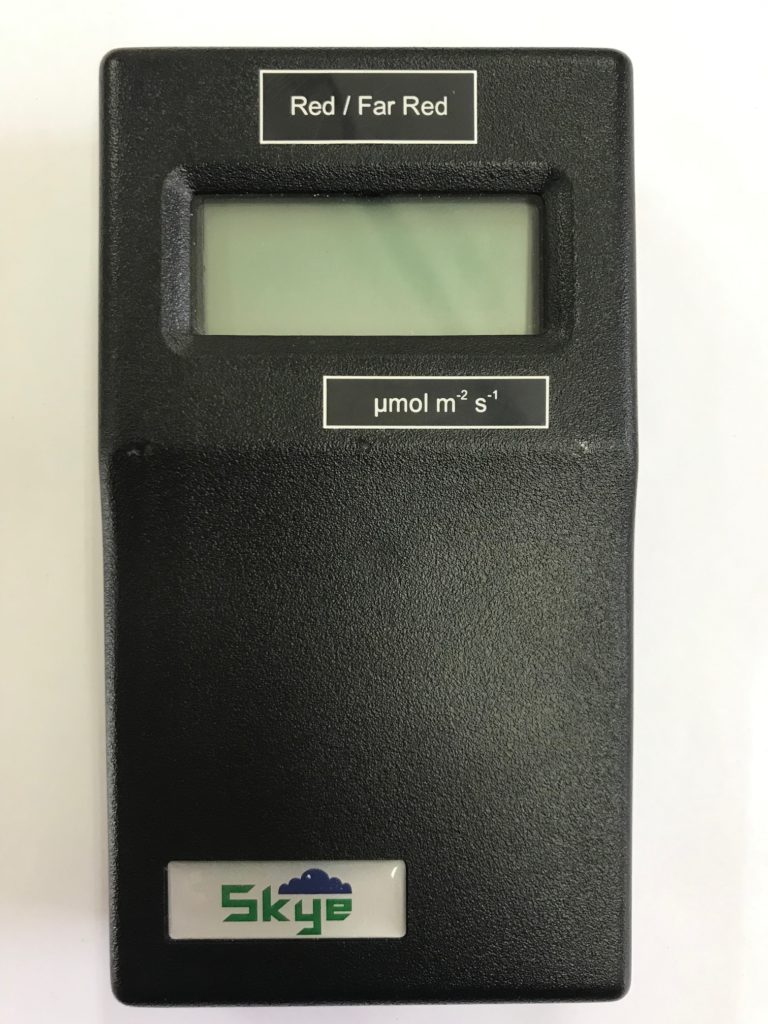 Red / Far Red
µmol m⁻² s⁻¹
Skye